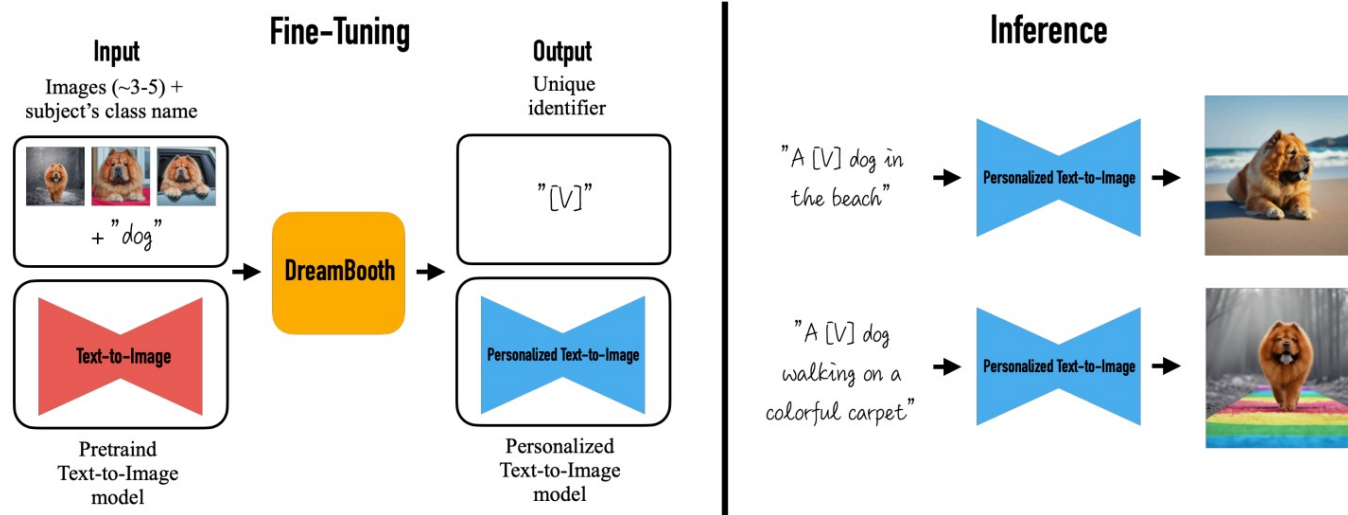 Fine-Tuning
Input
Images (~3-5) +
subject's class name
+ "dog"
Text-to-Image
Pretraind
Text-to-Image
model
DreamBooth
Output
Unique
identifier
"[V]"
Personalized Text-to-Image
Personalized
Text-to-Image
model
Inference
"A [V] dog in
the beach"
Personalized Text-to-Image
"A [V] dog
walking on a
colorful carpet"
Personalized Text-to-Image